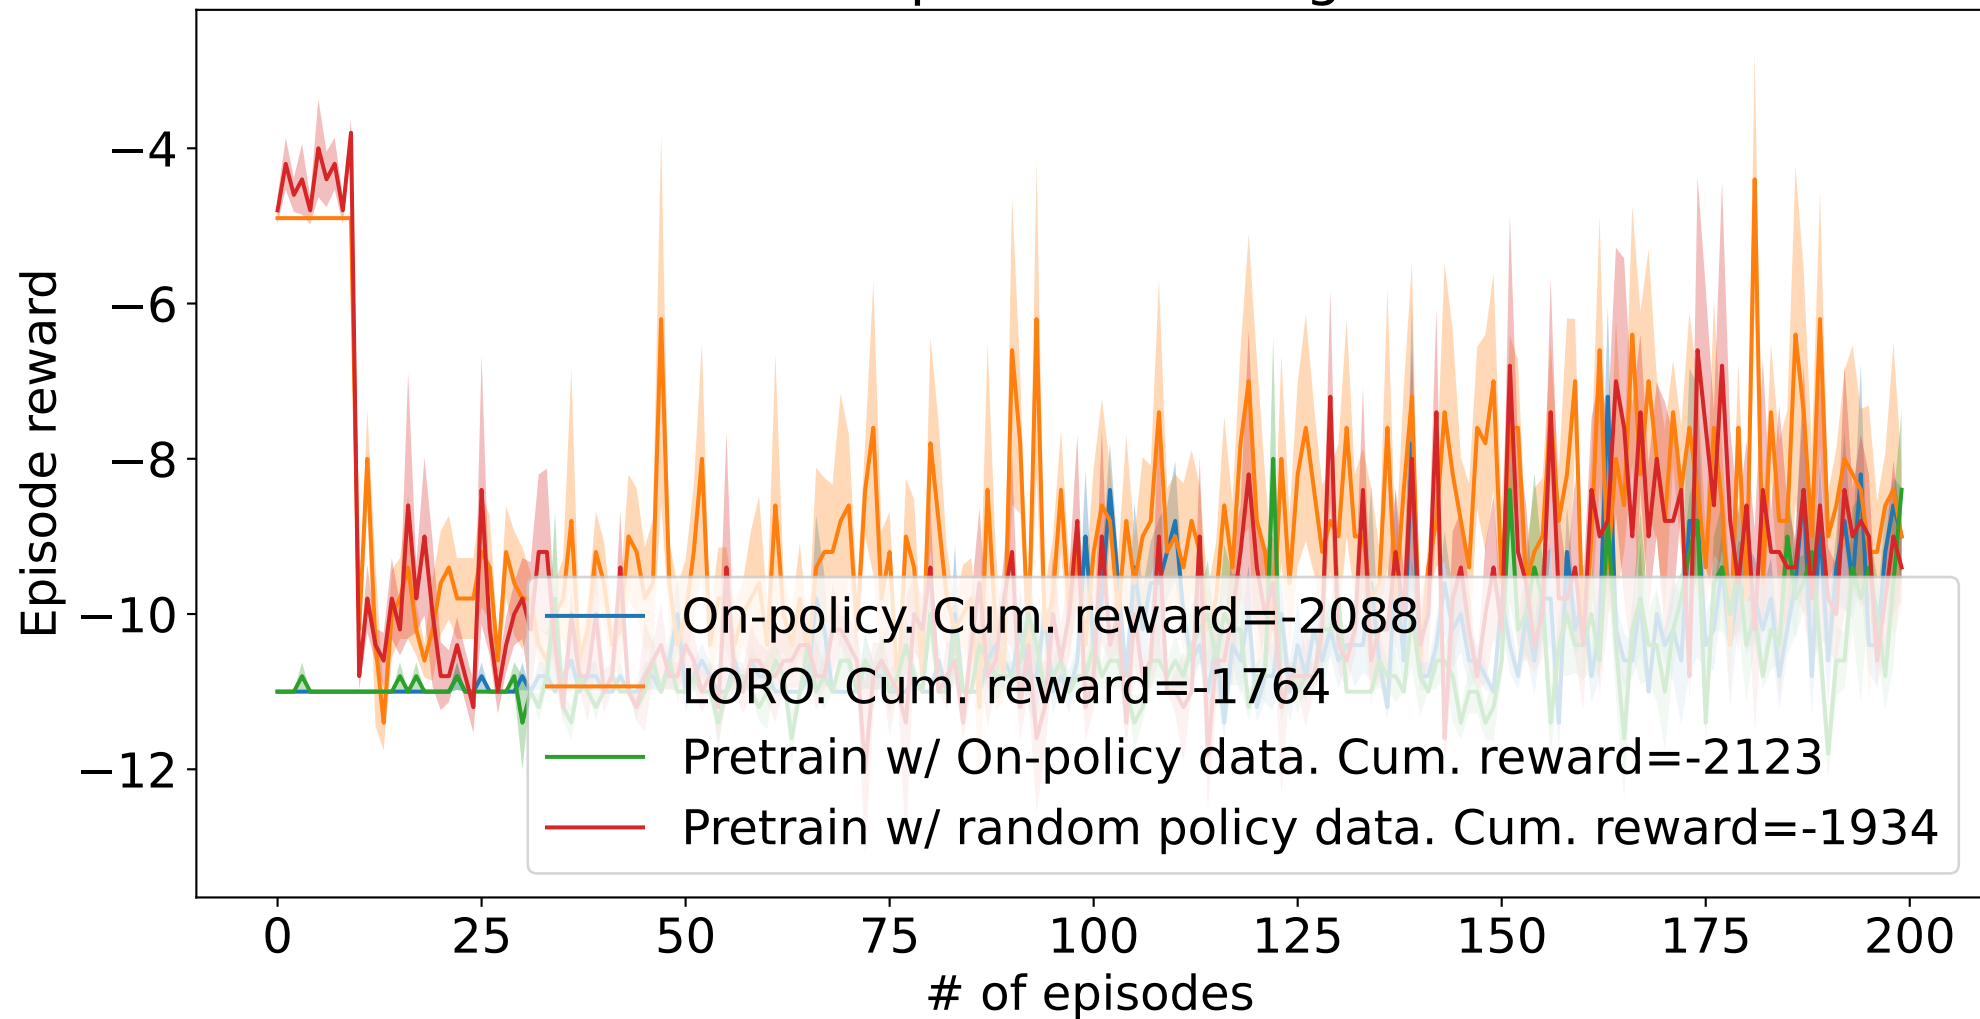 Episode reward
−4
−6
−8
−10
−12
On-policy. Cum. reward=-2088
LORO. Cum. reward=-1764
Pretrain w/ On-policy data. Cum. reward=-2123
Pretrain w/ random policy data. Cum. reward=-1934
0 25 50 75 100 125 150 175 200
# of episodes